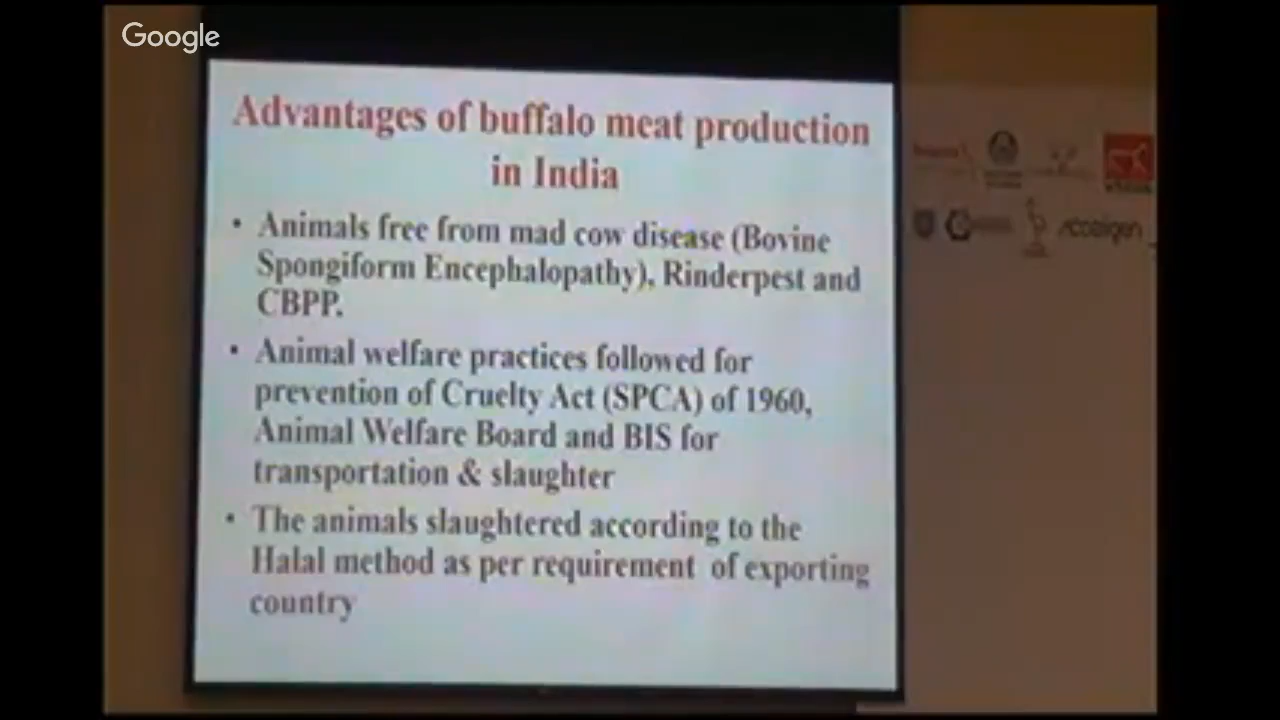 Google
Advantages of buffalo meat production
in India
• Animals free from mad cow disease (Bovine
Spongiform Encephalopathy), Rinderpest and
CBPP.
• Animal welfare practices followed for
prevention of Cruelty Act (SPCA) of 1960,
Animal Welfare Board and BIS for
transportation & slaughter
• The animals slaughtered according to the
Halal method as per requirement of exporting
country